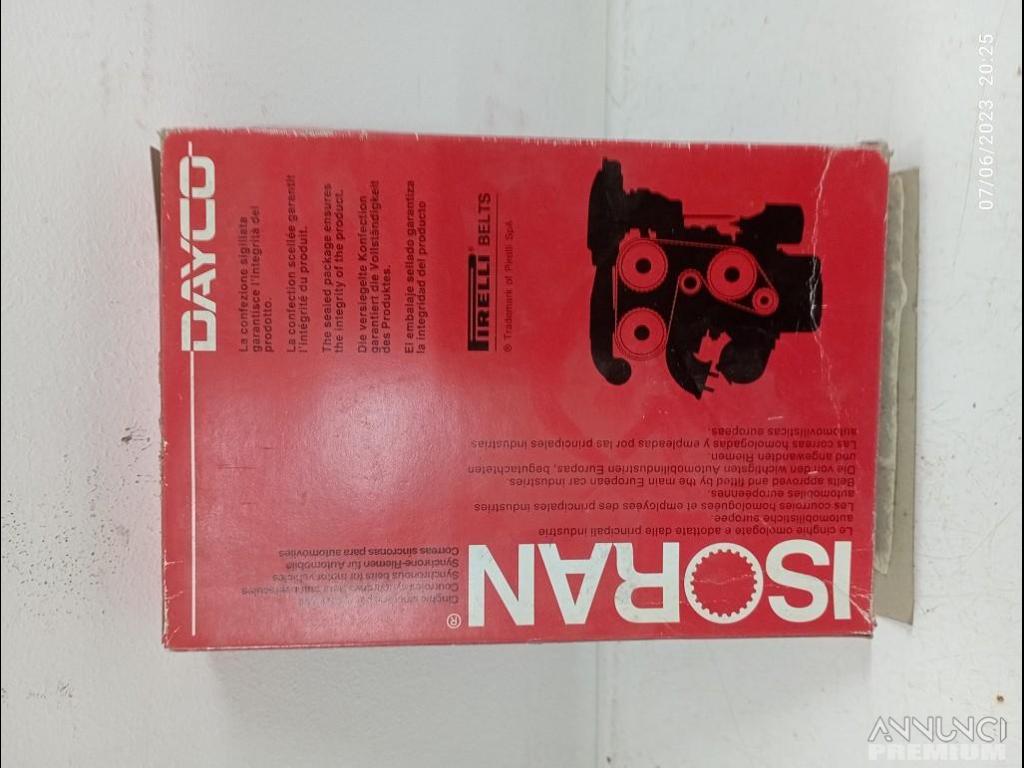 DAYCO
La confezione sigillata
garantisce l'integrità del
prodotto.
La confection scellée garantit
l'intégrité du produit.
The sealed package ensures
the integrity of the product.
Die versiegelte Konfection
garantiert die Vollständigkeit
des Produktes.
El embalaje sellado garantiza
la integridad del producto
PIRELLI® BELTS
® Trademark of Pirelli SpA
ISORAN®
Le cinghie omologate e adottate dalle principali industrie
automobilistiche europee.
Les courroies homologuées et employées des principales industries
automobiles européennes.
Belts approved and fitted by the main European car industries.
Die von den wichtigsten Automobilindustrien Europas, begutachteten
und angewandten Riemen.
Las correas homologadas y empleadas por las principales industrias
automovilísticas europeas.
Cinghie
Courroies
Synchronous belts for motor vehicles
Synchrone-Riemen für Automobile
Correas sincronas para automóviles
07/06/2023 20:25
ANNUNCI
PREMIUM